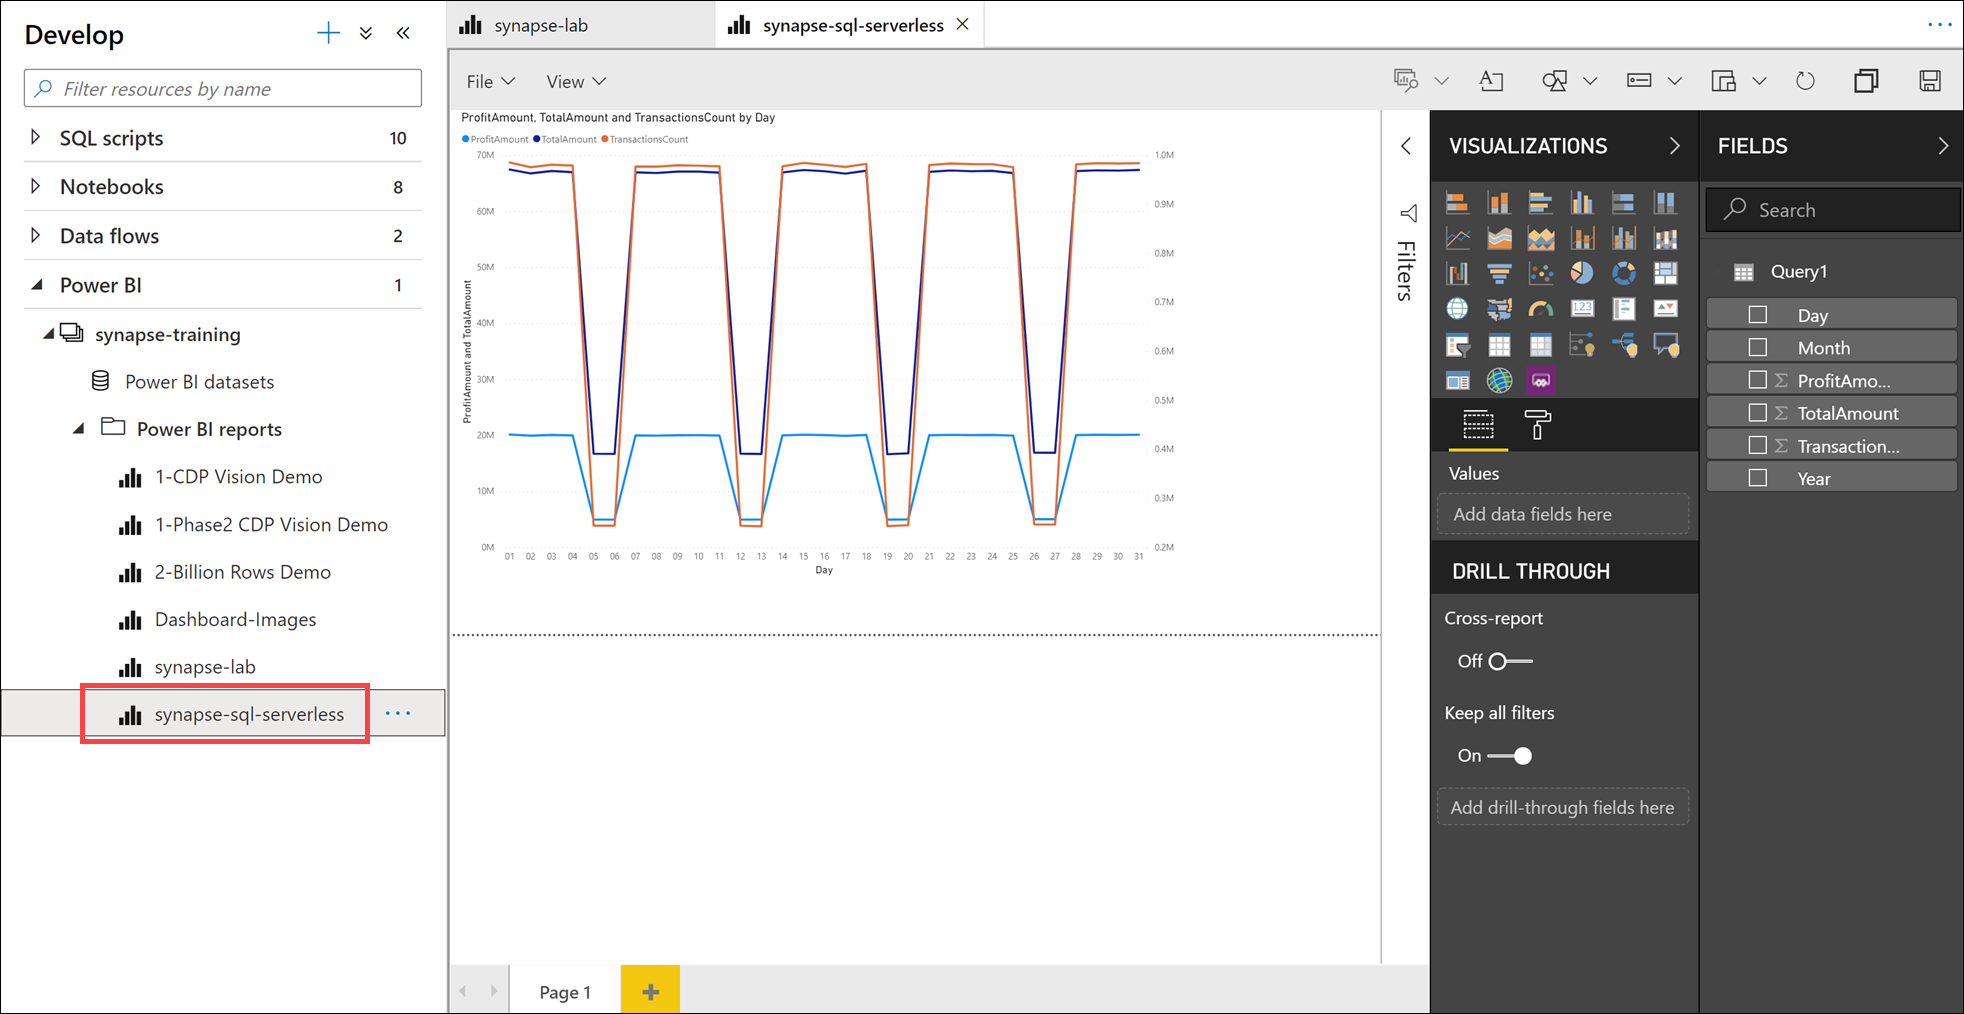 Develop
Filter resources by name
SQL scripts 10
Notebooks 8
Data flows 2
Power BI 1
synapse-training
Power BI datasets
Power BI reports
1-CDP Vision Demo
1-Phase2 CDP Vision Demo
2-Billion Rows Demo
Dashboard-Images
synapse-lab
synapse-sql-serverless
synapse-lab
synapse-sql-serverless
File
View
ProfitAmount, TotalAmount and TransactionsCount by Day
ProfitAmount TotalAmount TransactionsCount
ProfitAmount and TotalAmount
70M
60M
50M
40M
30M
20M
10M
0M
1.0M
0.9M
0.8M
0.7M
0.6M
0.5M
0.4M
0.3M
0.2M
01 02 03 04 05 06 07 08 09 10 11 12 13 14 15 16 17 18 19 20 21 22 23 24 25 26 27 28 29 30 31
Day
Page 1
Filters
VISUALIZATIONS
123
Values
Add data fields here
DRILL THROUGH
Cross-report
Off
Keep all filters
On
Add drill-through fields here
FIELDS
Search
Query1
Day
Month
ProfitAmo...
TotalAmount
Transaction...
Year